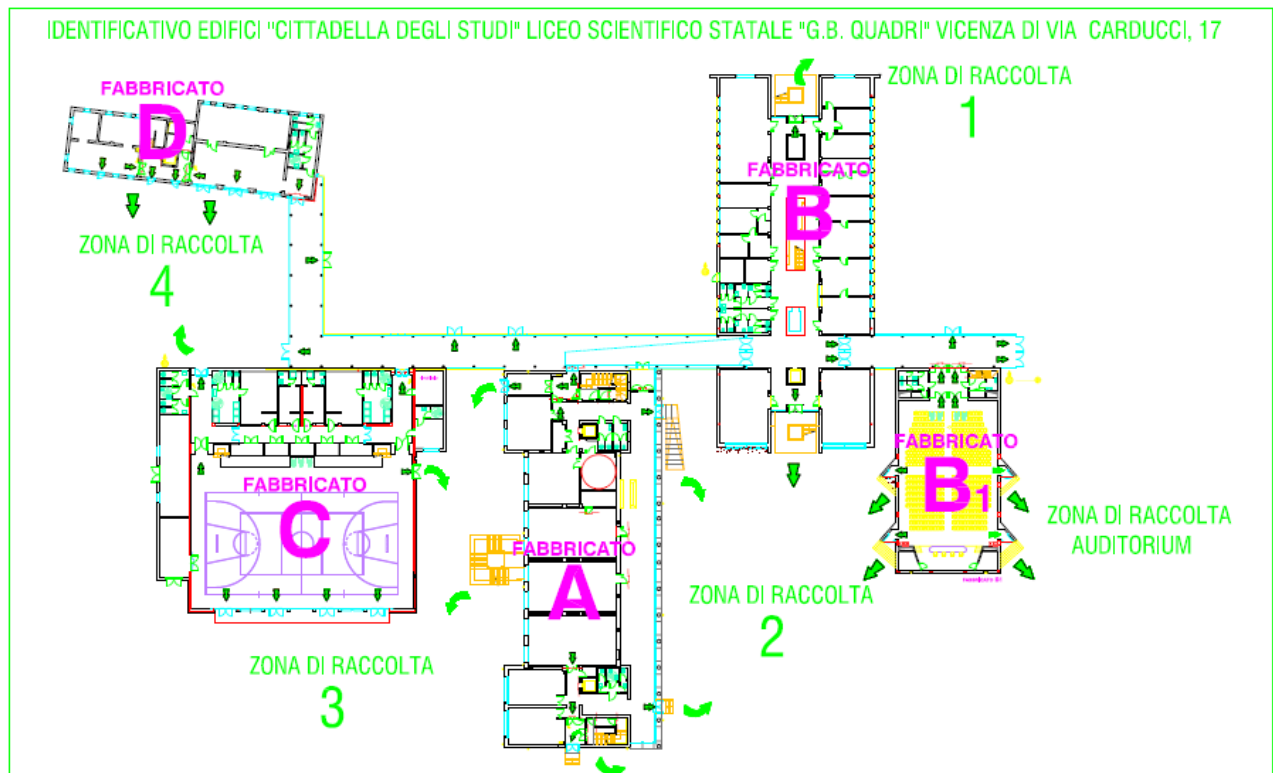 IDENTIFICATIVO EDIFICI "CITTADELLA DEGLI STUDI" LICEO SCIENTIFICO STATALE "G.B. QUADRI" VICENZA DI VIA CARDUCCI, 17
ZONA DI RACCOLTA
1
FABBRICATO
D
FABBRICATO
B
ZONA DI RACCOLTA
4
FABBRICATO
B1
FABBRICATO
C
ZONA DI RACCOLTA
AUDITORIUM
FABBRICATO
A
ZONA DI RACCOLTA
2
ZONA DI RACCOLTA
3